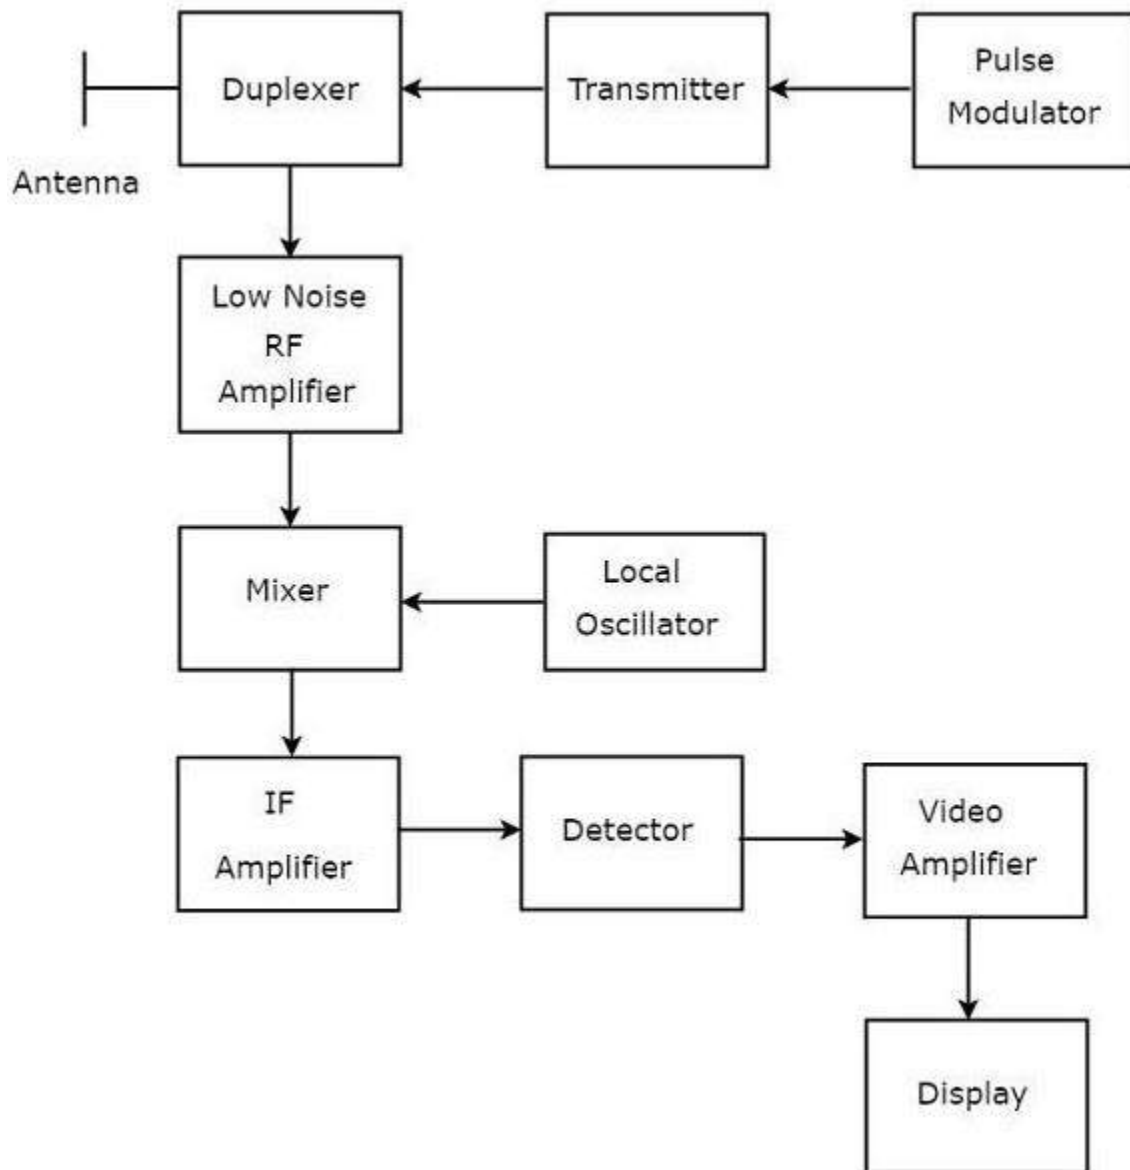 Duplexer
Transmitter
Pulse
Modulator
Antenna
Low Noise
RF
Amplifier
Mixer
Local
Oscillator
IF
Amplifier
Detector
Video
Amplifier
Display